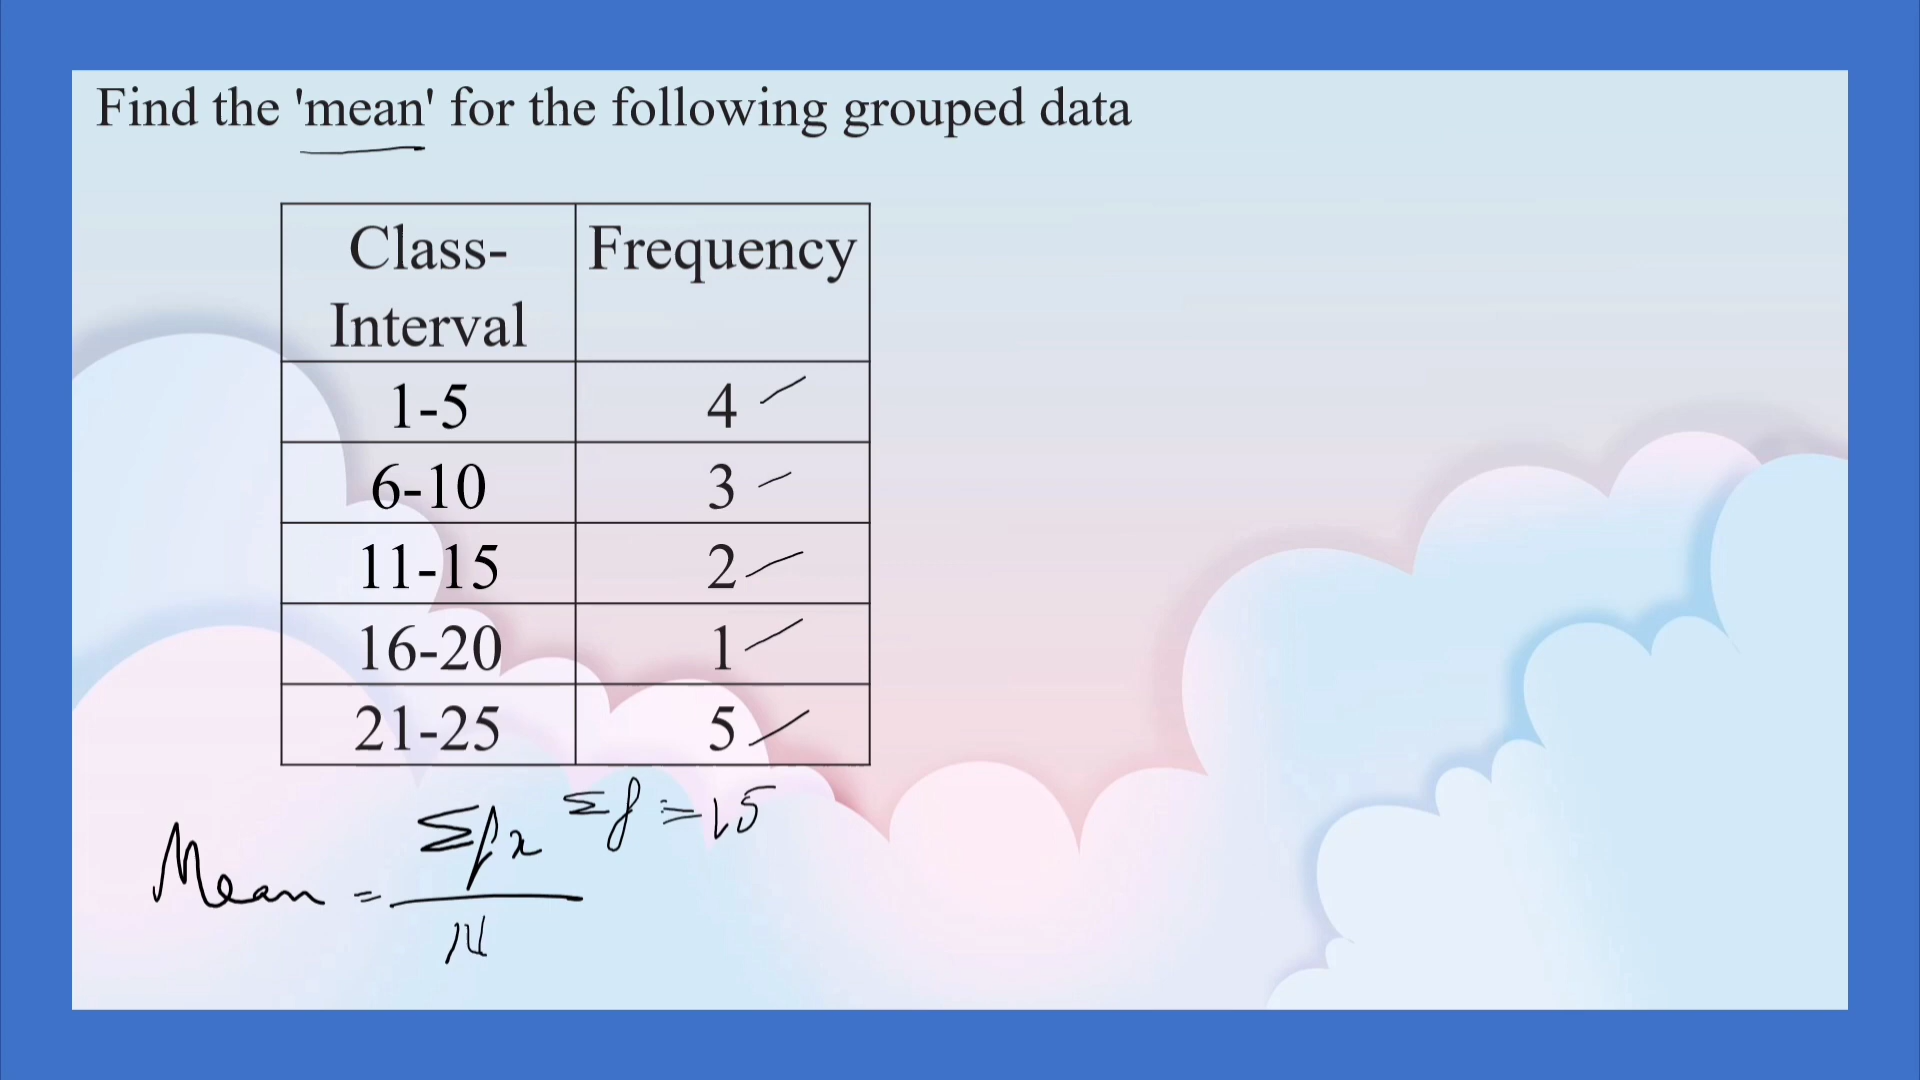 Find the 'mean' for the following grouped data
Class-
Interval
Frequency
1-5 4
6-10 3
11-15 2
16-20 1
21-25 5
Σf = 15
Mean = Σfx
N